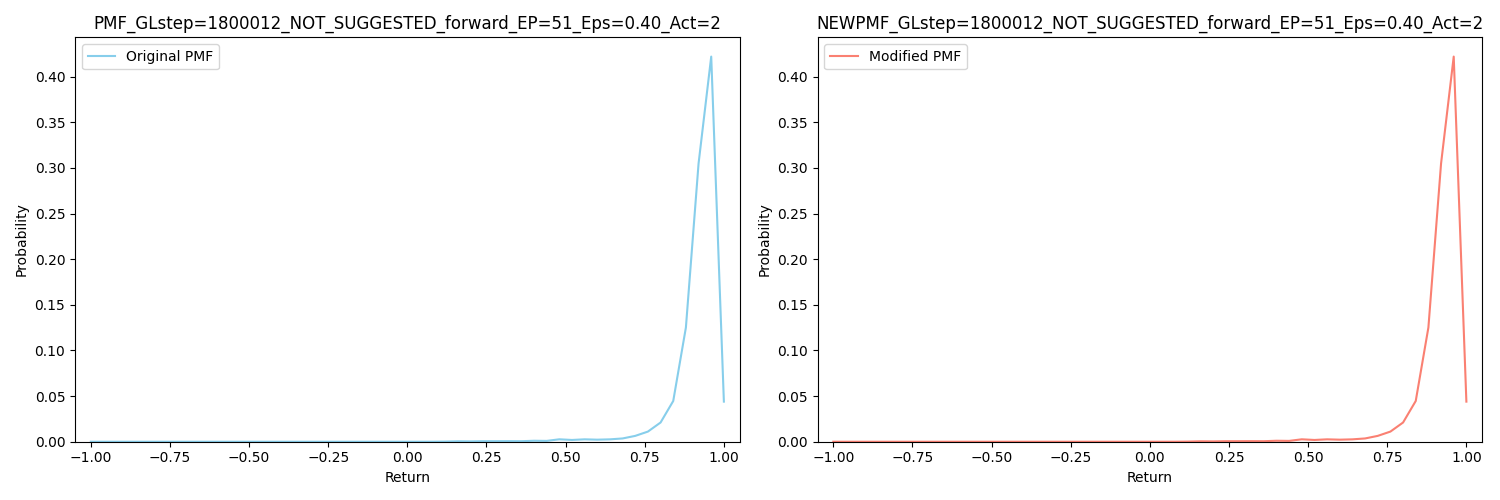 PMF_GLstep=1800012_NOT_SUGGESTED_forward_EP=51_Eps=0.40_Act=2
Original PMF
Probability
0.40
0.35
0.30
0.25
0.20
0.15
0.10
0.05
0.00
−1.00 −0.75 −0.50 −0.25 0.00 0.25 0.50 0.75 1.00
Return
NEWPMF_GLstep=1800012_NOT_SUGGESTED_forward_EP=51_Eps=0.40_Act=2
Modified PMF
Probability
0.40
0.35
0.30
0.25
0.20
0.15
0.10
0.05
0.00
−1.00 −0.75 −0.50 −0.25 0.00 0.25 0.50 0.75 1.00
Return